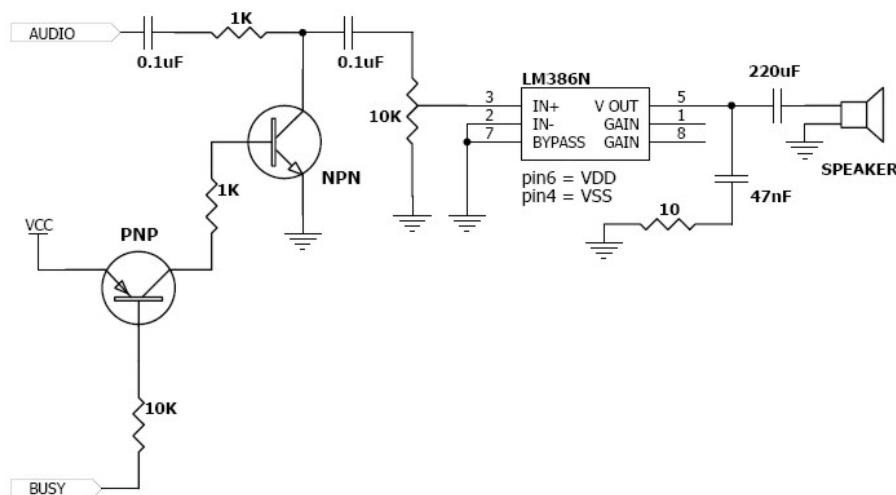 1K
AUDIO
0.1uF
0.1uF
LM386N
220uF
3
IN+
V OUT
5
10K
2
IN-
GAIN
1
7
BYPASS
GAIN
8
SPEAKER
NPN
1K
pin6 = VDD
pin4 = VSS
47nF
10
VCC
PNP
10K
BUSY